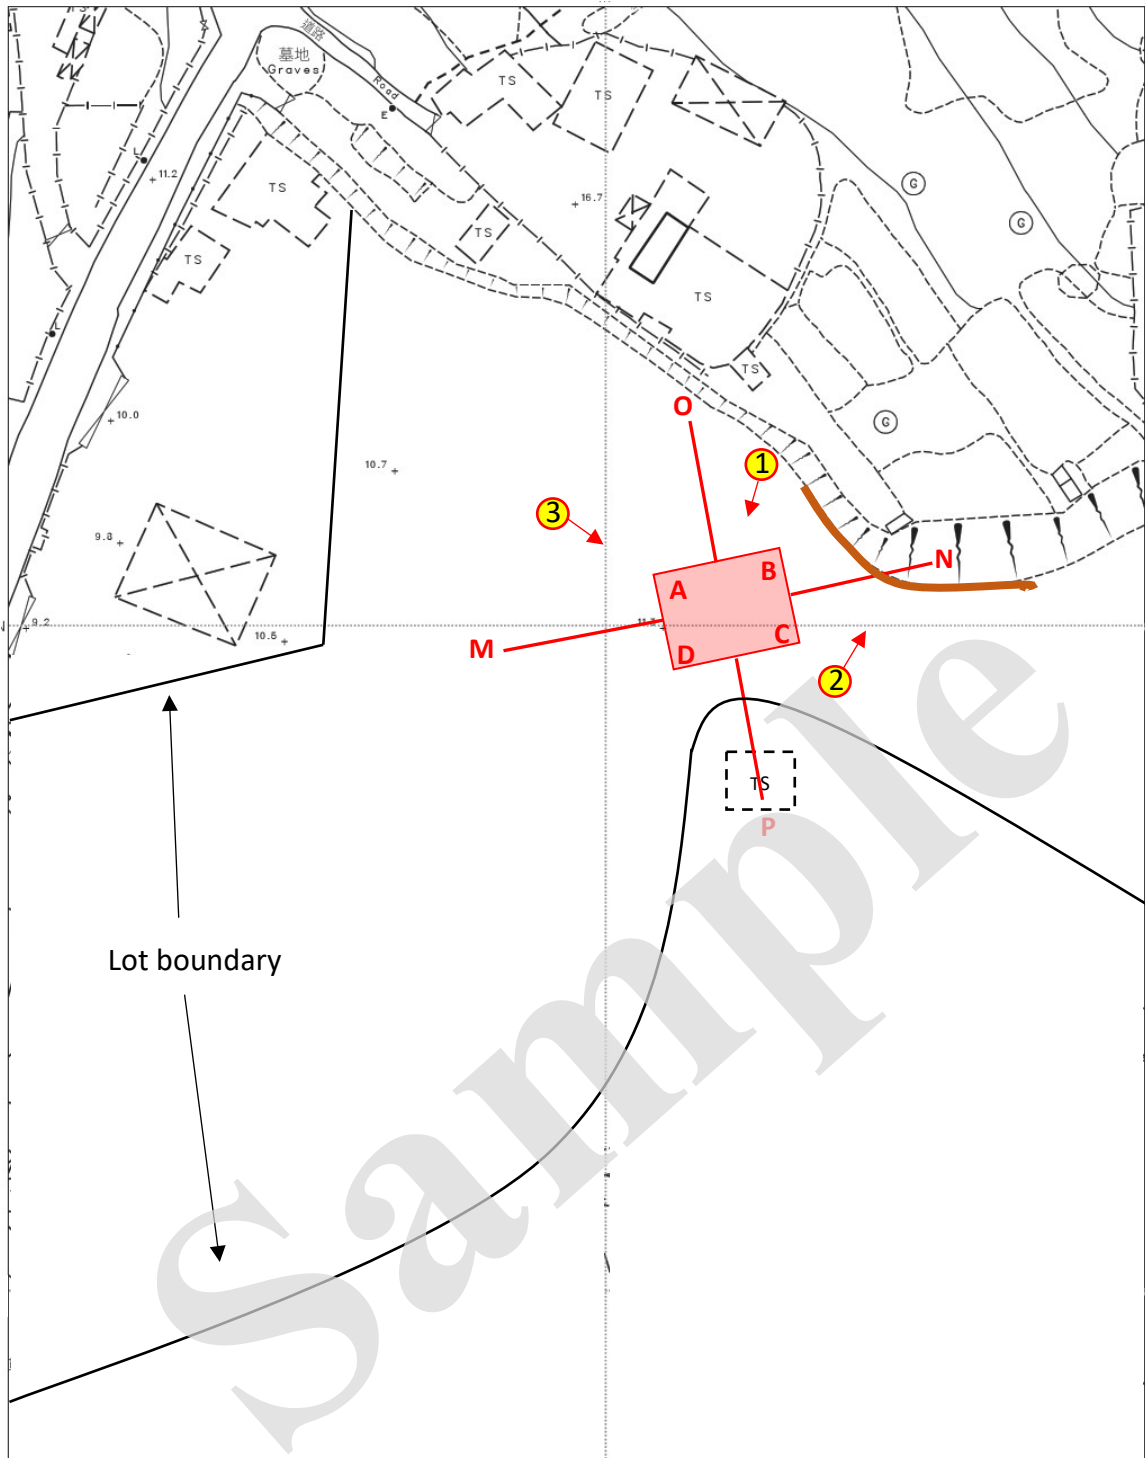 TS
道路
墓地
Graves
Road
E
TS
TS
L
11.2
TS
16.7
G
G
TS
TS
TS
L
TS
O
10.0
G
1
10.7
3
9.8
N
B
A
9.2
10.5
C
M
D
2
TS
P
Lot boundary
Sample